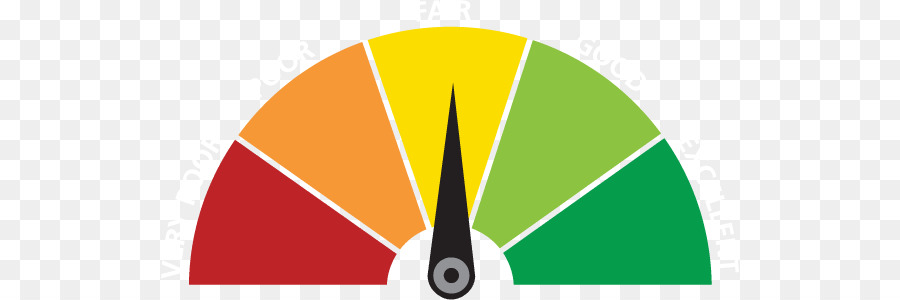 VERY POOR
POOR
FAIR
GOOD
EXCELLENT